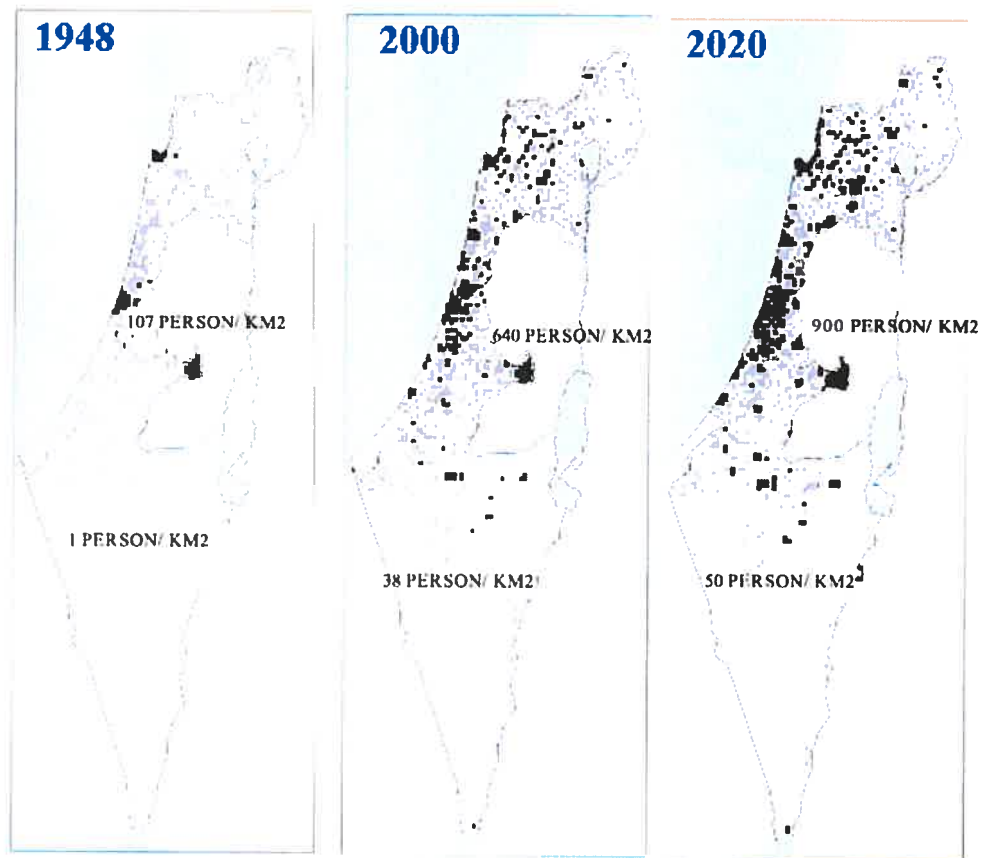 1948
107 PERSON/ KM2
1 PERSON/ KM2
2000
640 PERSON/ KM2
38 PERSON/ KM2
2020
900 PERSON/ KM2
50 PERSON/ KM2